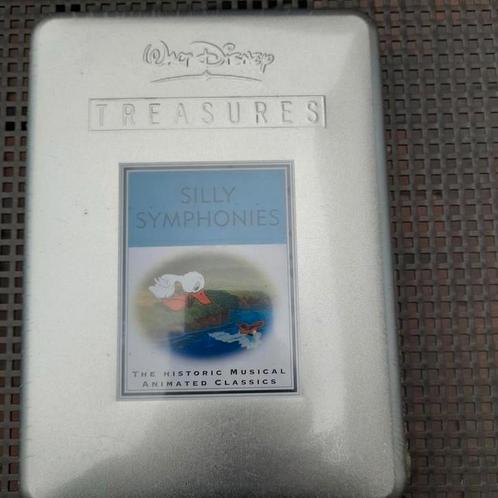 Walt Disney
TREASURES
SILLY
SYMPHONIES
THE HISTORIC MUSICAL
ANIMATED CLASSICS